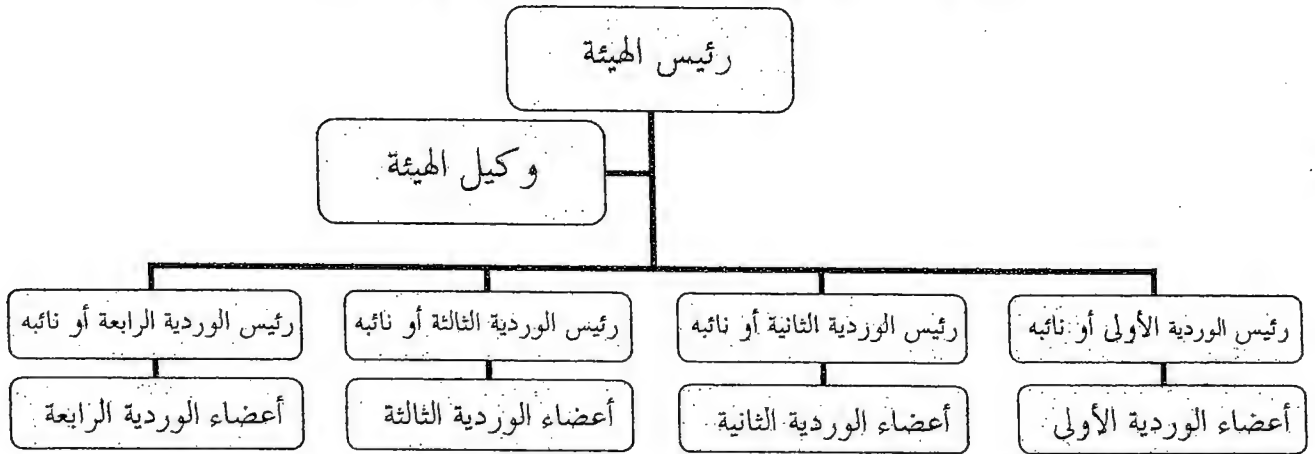 رئيس الهيئة
وكيل الهيئة
رئيس الوردية الأولى أو نائبه
رئيس الوردية الثانية أو نائبه
رئيس الوردية الثالثة أو نائبه
رئيس الوردية الرابعة أو نائبه
أعضاء الوردية الأولى
أعضاء الوردية الثانية
أعضاء الوردية الثالثة
أعضاء الوردية الرابعة